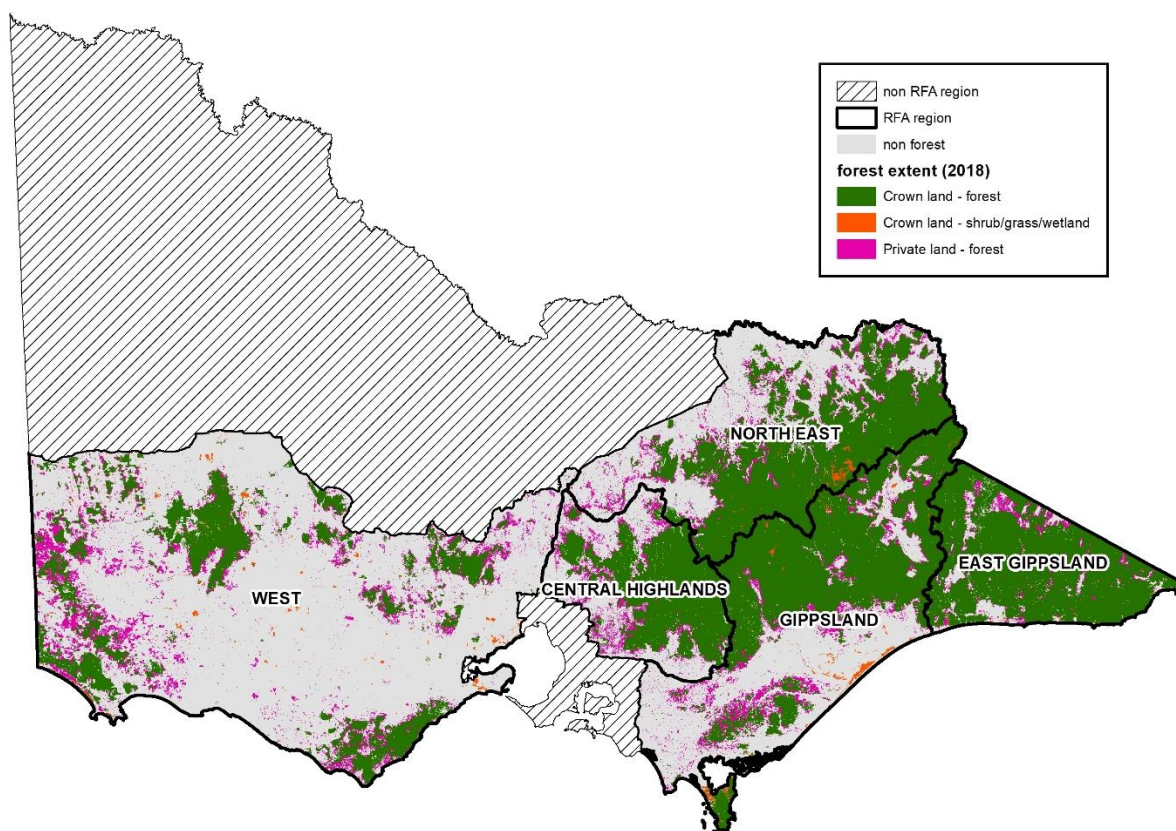 non RFA region
RFA region
non forest
forest extent (2018)
Crown land - forest
Crown land - shrub/grass/wetland
Private land - forest
NORTH EAST
EAST GIPPSLAND
CENTRAL HIGHLANDS
WEST
GIPPSLAND